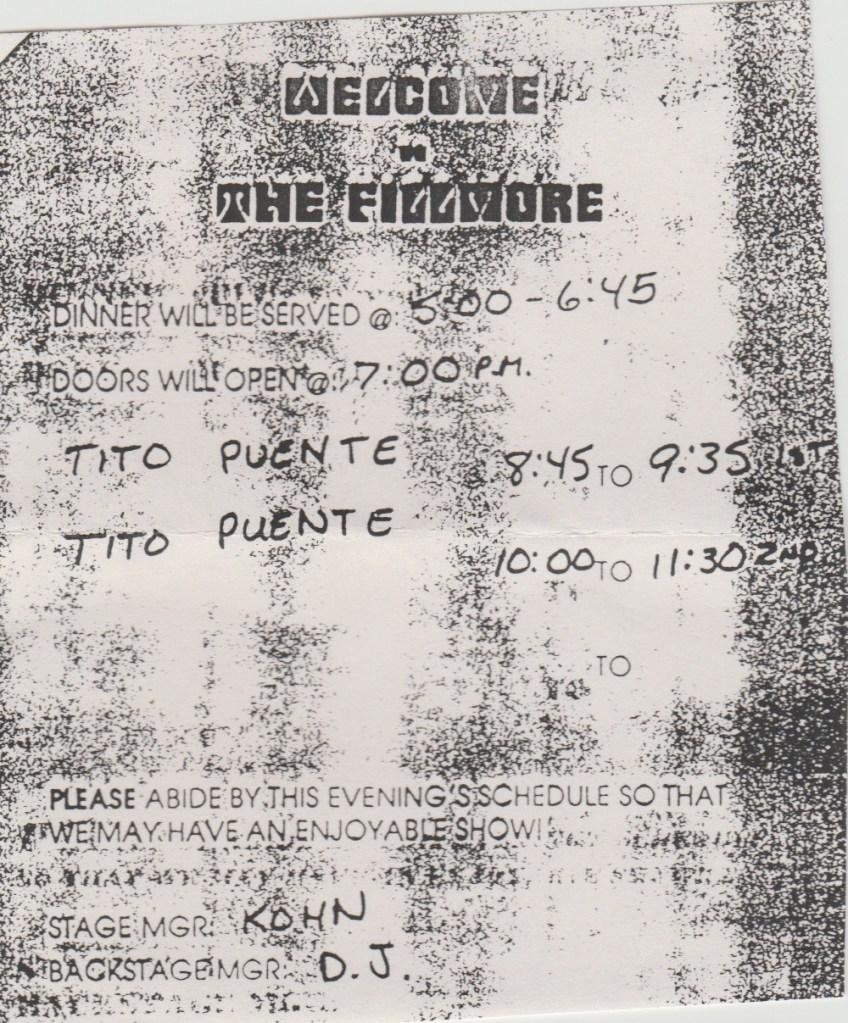 WELCOME
THE FILLMORE
DINNER WILL BE SERVED @ 5:00 - 6:45
DOORS WILL OPEN @ 7:00 P.M.
TITO PUENTE 8:45 TO 9:35 1ST
TITO PUENTE 10:00 TO 11:30 2ND
TO
PLEASE ABIDE BY THIS EVENING'S SCHEDULE SO THAT
WE MAY HAVE AN ENJOYABLE SHOW!
STAGE MGR: KOHN
BACKSTAGE MGR: D.J.